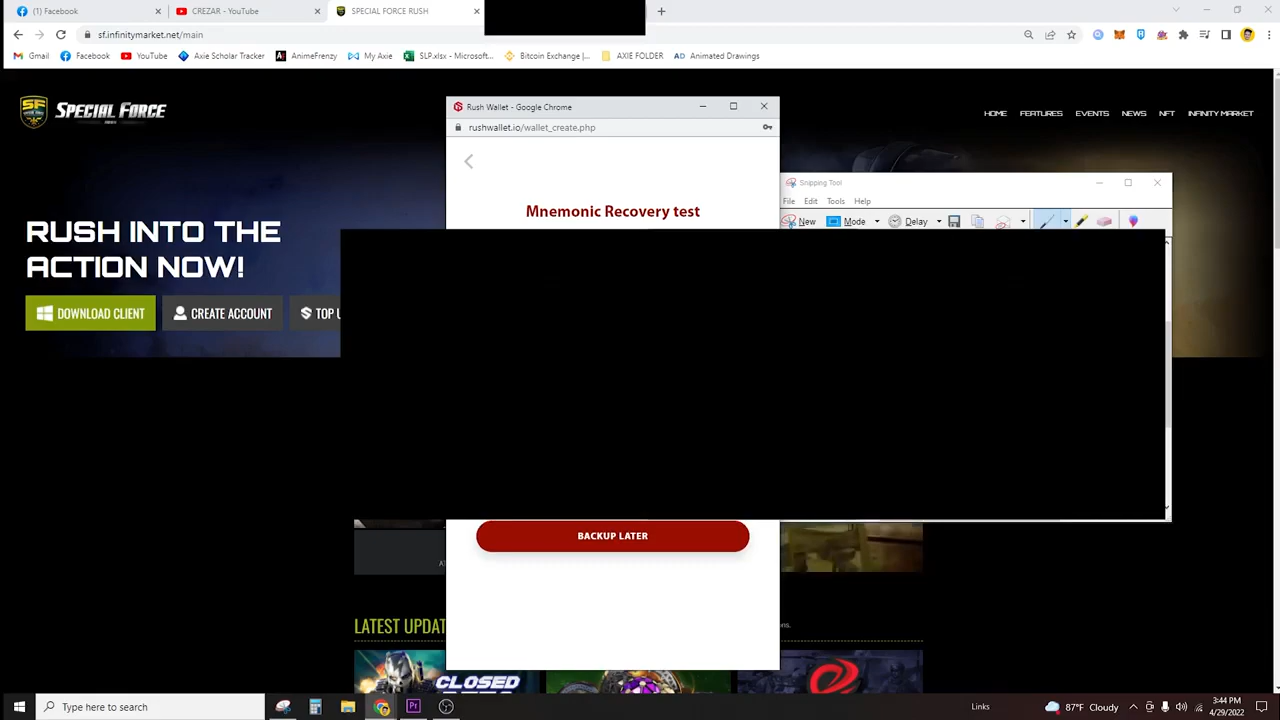 (1) Facebook
CREZAR - YouTube
SPECIAL FORCE RUSH
sf.infinitymarket.net/main
Gmail
Facebook
YouTube
Axie Scholar Tracker
AnimeFrenzy
My Axie
SLP.xlsx - Microsoft...
Bitcoin Exchange |...
AXIE FOLDER
Animated Drawings
SF
SPECIAL FORCE
RUSH
HOME
FEATURES
EVENTS
NEWS
NFT
INFINITY MARKET
Rush Wallet - Google Chrome
rushwallet.io/wallet_create.php
Mnemonic Recovery test
Snipping Tool
File
Edit
Tools
Help
New
Mode
Delay
RUSH INTO THE
ACTION NOW!
DOWNLOAD CLIENT
CREATE ACCOUNT
TOP U
BACKUP LATER
LATEST UPDAT
CLOSED
Type here to search
Links
87°F Cloudy
3:44 PM
4/29/2022